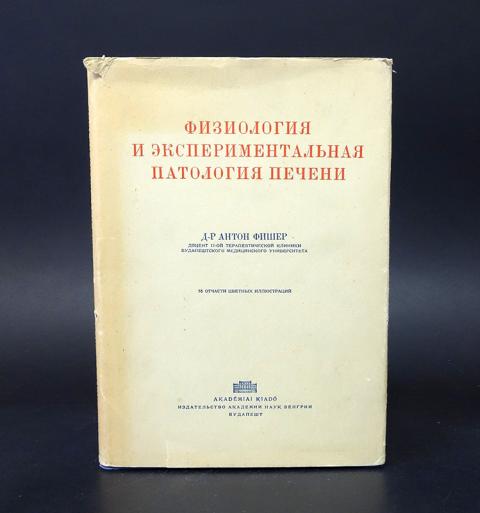 ФИЗИОЛОГИЯ
И ЭКСПЕРИМЕНТАЛЬНАЯ
ПАТОЛОГИЯ ПЕЧЕНИ
Д-Р АНТОН ФИШЕР
ДОЦЕНТ II-ОЙ ТЕРАПЕВТИЧЕСКОЙ КЛИНИКИ
БУДАПЕШТСКОГО МЕДИЦИНСКОГО УНИВЕРСИТЕТА
ОТЧАСТИ ЦВЕТНЫХ ИЛЛЮСТРАЦИЙ
AKADÉMIAI KIADÓ
ИЗДАТЕЛЬСТВО АКАДЕМИИ НАУК ВЕНГРИИ
БУДАПЕШТ